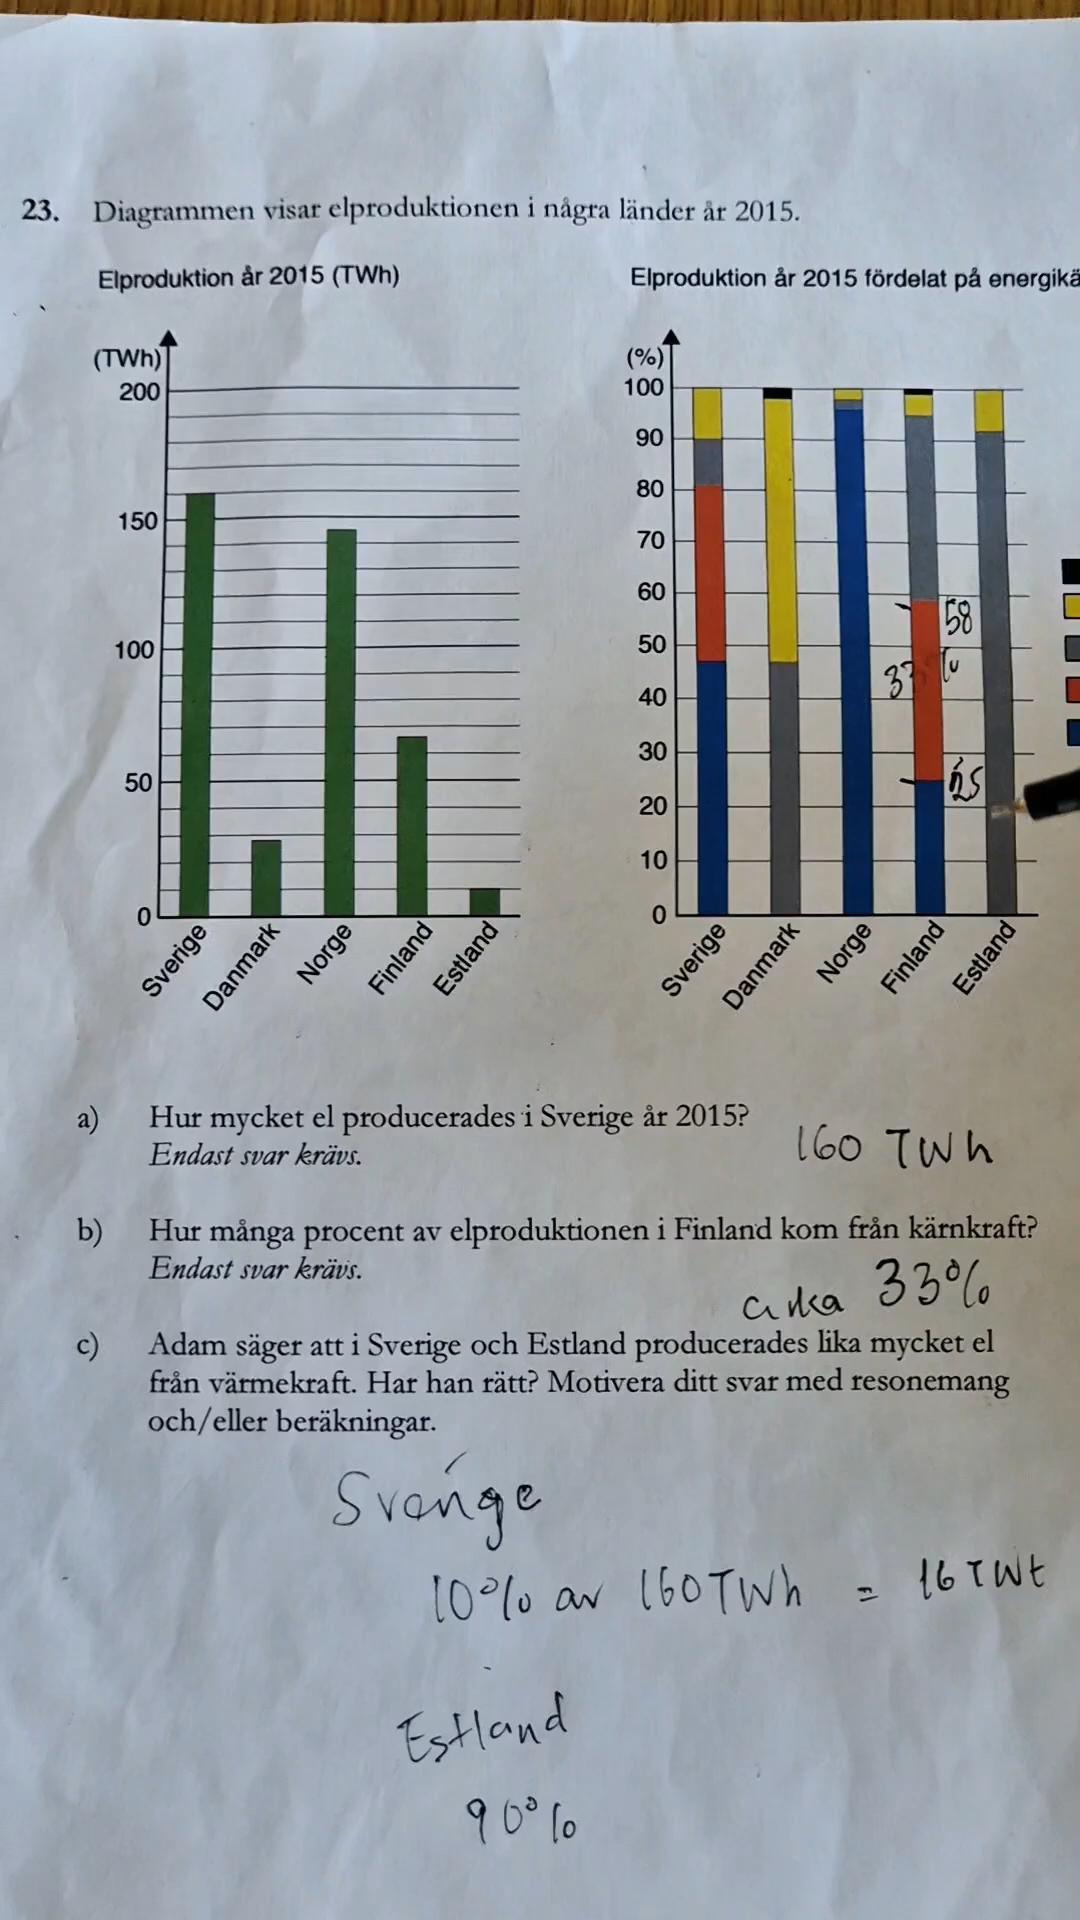 23. Diagrammen visar elproduktionen i några länder år 2015.
Elproduktion år 2015 (TWh)
Elproduktion år 2015 fördelat på energikä
(TWh)
200
150
100
50
0
Sverige
Danmark
Norge
Finland
Estland
(%)
100
90
80
70
60
50
40
30
20
10
0
58
33%
25
Sverige
Danmark
Norge
Finland
Estland
a) Hur mycket el producerades i Sverige år 2015?
Endast svar krävs.
160 TWh
b) Hur många procent av elproduktionen i Finland kom från kärnkraft?
Endast svar krävs.
cirka 33%
c) Adam säger att i Sverige och Estland producerades lika mycket el
från värmekraft. Har han rätt? Motivera ditt svar med resonemang
och/eller beräkningar.
Sverige
10% av 160 TWh = 16 TWt
Estland
90%